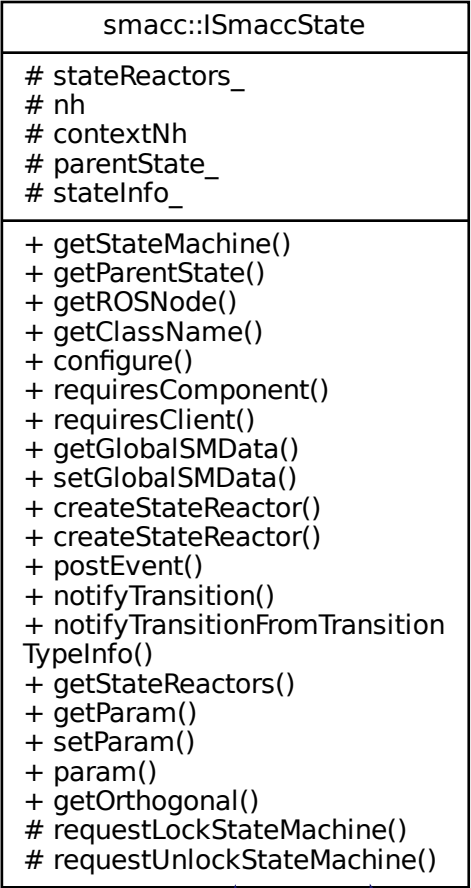 smacc::ISmaccState
# stateReactors_
# nh
# contextNh
# parentState_
# stateInfo_
+ getStateMachine()
+ getParentState()
+ getROSNode()
+ getClassName()
+ configure()
+ requiresComponent()
+ requiresClient()
+ getGlobalSMData()
+ setGlobalSMData()
+ createStateReactor()
+ createStateReactor()
+ postEvent()
+ notifyTransition()
+ notifyTransitionFromTransition
TypeInfo()
+ getStateReactors()
+ getParam()
+ setParam()
+ param()
+ getOrthogonal()
# requestLockStateMachine()
# requestUnlockStateMachine()